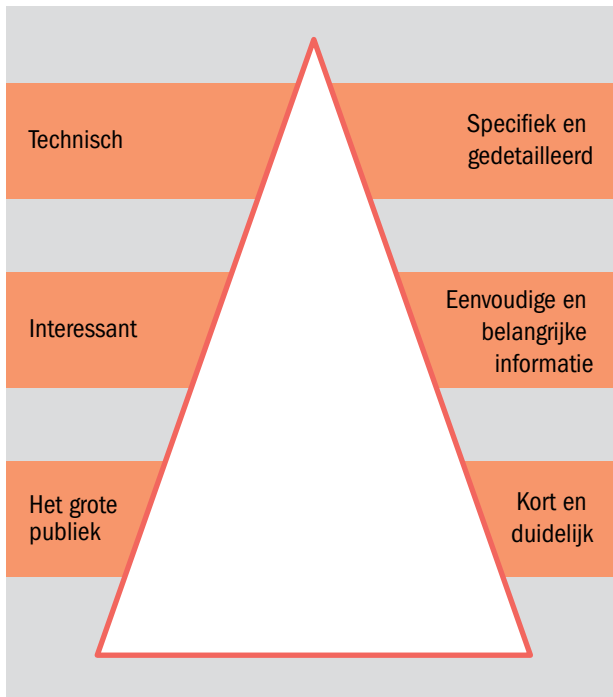 Technisch
Specifiek en
gedetailleerd
Interessant
Eenvoudige en
belangrijke
informatie
Het grote
publiek
Kort en
duidelijk